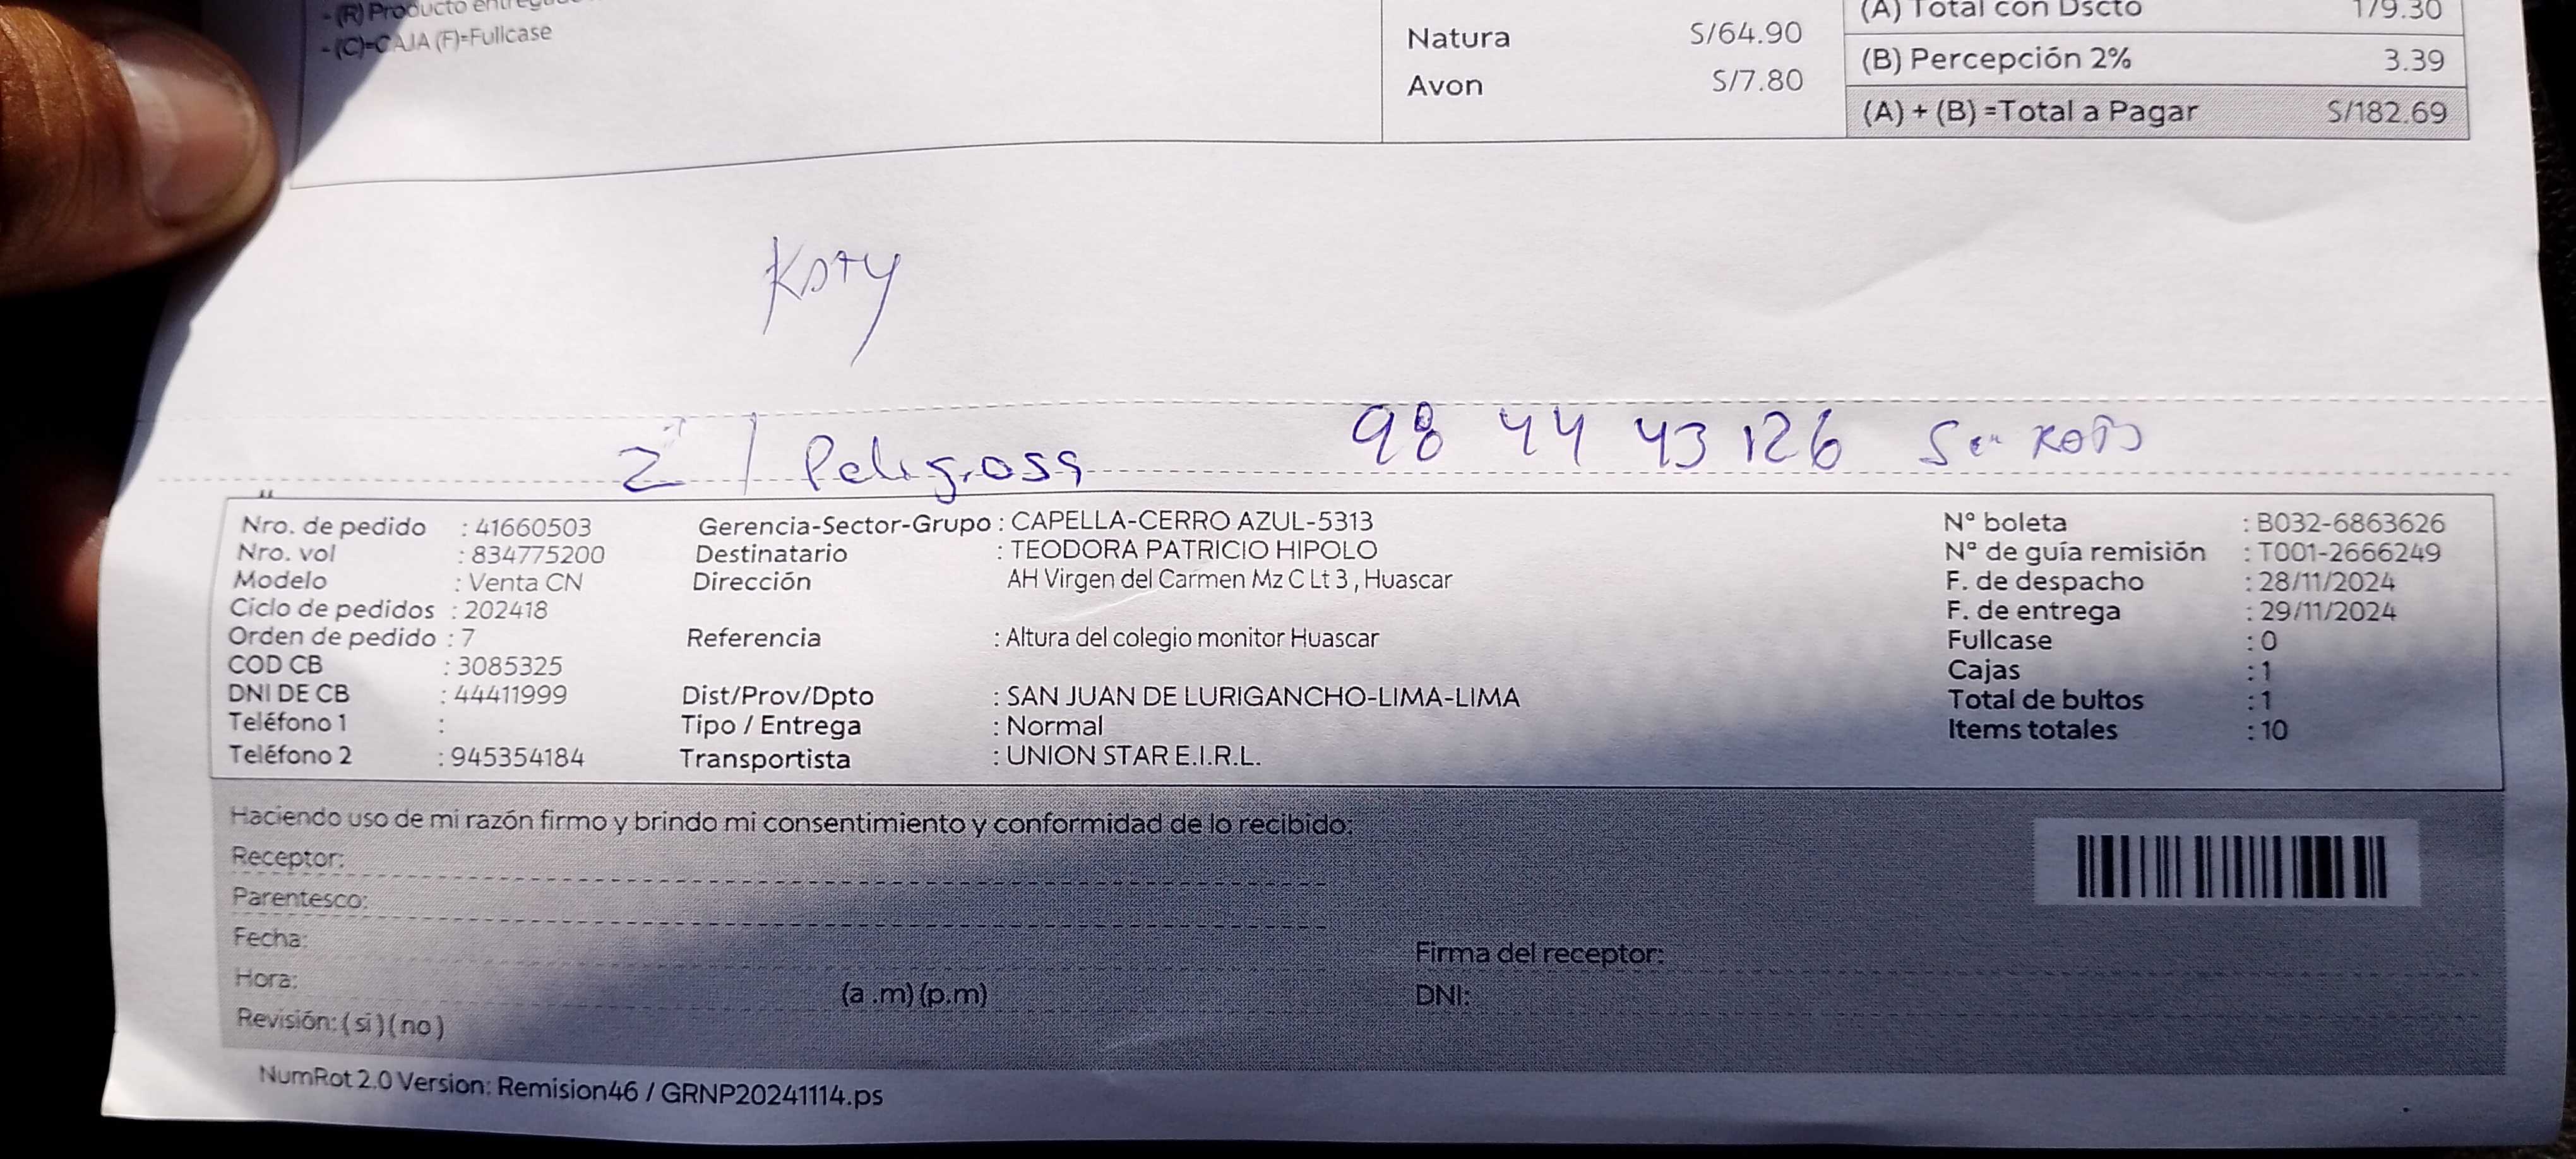 - (R) Producto
- (C)=CAJA (F)=Fullcase
Natura S/64.90
Avon S/7.80
(A) Total con Dscto 179.30
(B) Percepción 2% 3.39
(A) + (B) =Total a Pagar S/182.69
Koty
Z / Peligrosa 98 44 43 126
Nro. de pedido : 41660503
Nro. vol : 834775200
Modelo : Venta CN
Ciclo de pedidos : 202418
Orden de pedido : 7
COD CB : 3085325
DNI DE CB : 44411999
Teléfono 1 :
Teléfono 2 : 945354184
Gerencia-Sector-Grupo : CAPELLA-CERRO AZUL-5313
Destinatario : TEODORA PATRICIO HIPOLO
Dirección AH Virgen del Carmen Mz C Lt 3 , Huascar
Referencia : Altura del colegio monitor Huascar
Dist/Prov/Dpto : SAN JUAN DE LURIGANCHO-LIMA-LIMA
Tipo / Entrega : Normal
Transportista : UNION STAR E.I.R.L.
N° boleta : B032-6863626
N° de guía remisión : T001-2666249
F. de despacho : 28/11/2024
F. de entrega : 29/11/2024
Fullcase : 0
Cajas : 1
Total de bultos : 1
Items totales : 10
Haciendo uso de mi razón firmo y brindo mi consentimiento y conformidad de lo recibido:
Receptor:
Parentesco:
Fecha:
Hora: (a .m) (p.m)
Revisión: ( si ) ( no )
Firma del receptor:
DNI:
NumRot 2.0 Version: Remision46 / GRNP20241114.ps